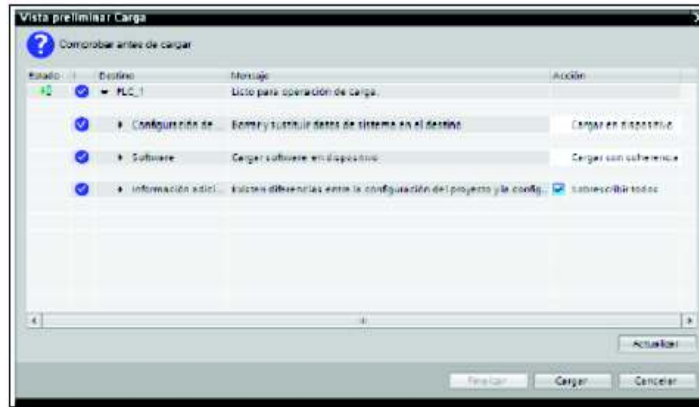 Vista preliminar Carga
Comprobar antes de cargar
Estado ! Destino Mensaje Acción
PLC_1 Listo para operación de carga.
Configuración de... Borrar y sustituir datos de sistema en el destino Cargar en dispositivo
Software Cargar software en dispositivo Cargar con coherencia
Información adici... Existen diferencias entre la configuración del proyecto y la config... Sobrescribir todos
Actualizar
Finalizar Cargar Cancelar